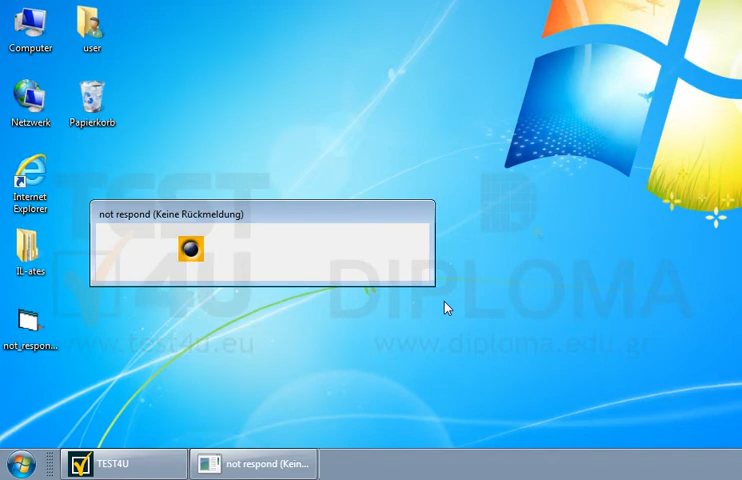 Computer
user
Netzwerk
Papierkorb
Internet
Explorer
IL-ates
not_respon...
not respond (Keine Rückmeldung)
TEST
4U
D
DIPLOMA
www.test4u.eu
www.diploma.edu.gr
TEST4U
not respond (Kein...